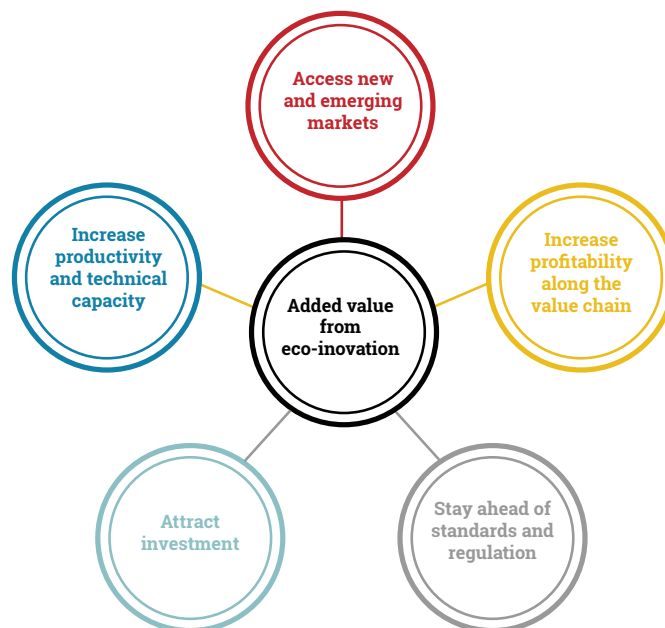 Access new
and emerging
markets
Increase
productivity
and technical
capacity
Increase
profitability
along the
value chain
Added value
from
eco-inovation
Attract
investment
Stay ahead of
standards and
regulation